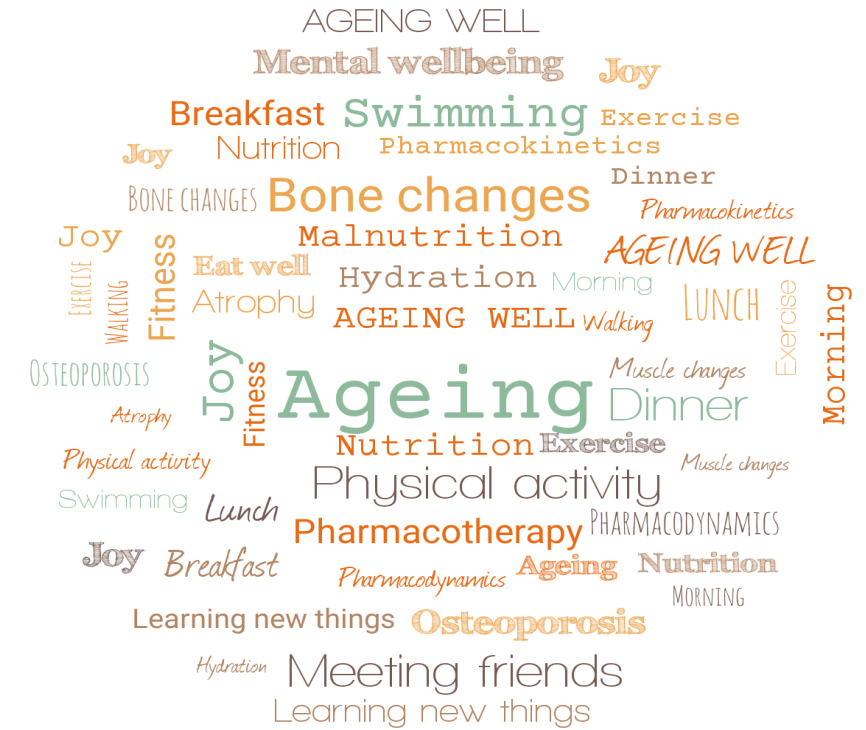 AGEING WELL
Mental wellbeing
Joy
Breakfast
Swimming
Exercise
Joy
Nutrition
Pharmacokinetics
Dinner
Bone changes
Bone changes
Pharmacokinetics
Joy
Malnutrition
AGEING WELL
Exercise
Walking
Fitness
Eat well
Hydration
Morning
Atrophy
Lunch
Exercise
Morning
AGEING WELL
Walking
Osteoporosis
Joy
Fitness
Ageing
Muscle changes
Dinner
Atrophy
Nutrition
Exercise
Physical activity
Muscle changes
Physical activity
Swimming
Lunch
Pharmacotherapy
Pharmacodynamics
Joy
Breakfast
Pharmacodynamics
Ageing
Nutrition
Morning
Learning new things
Osteoporosis
Hydration
Meeting friends
Learning new things